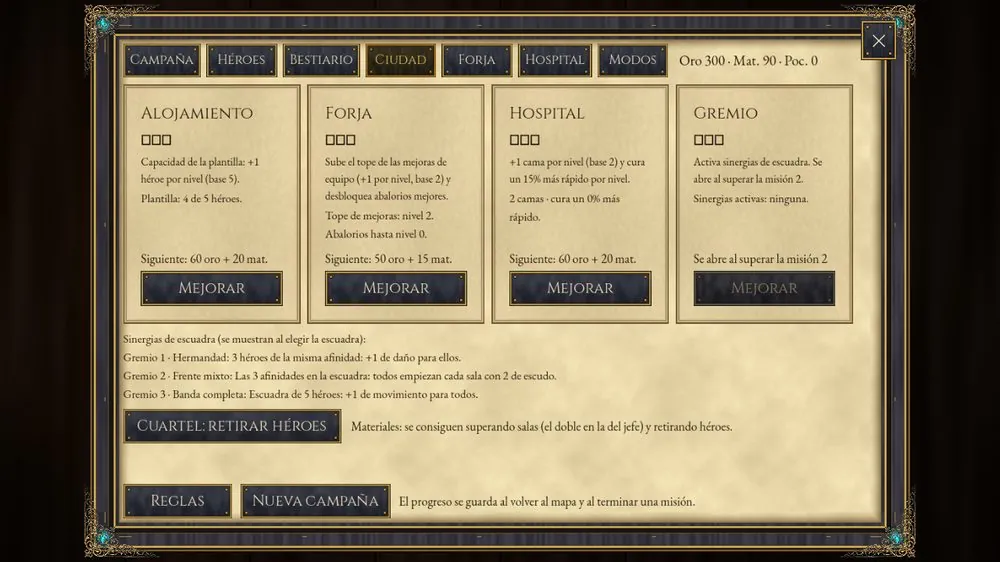 CAMPAÑA HÉROES BESTIARIO CIUDAD FORJA HOSPITAL MODOS Oro 300 · Mat. 90 · Poc. 0
ALOJAMIENTO
Capacidad de la plantilla: +1
héroe por nivel (base 5).
Plantilla: 4 de 5 héroes.
Siguiente: 60 oro + 20 mat.
MEJORAR
FORJA
Sube el tope de las mejoras de
equipo (+1 por nivel, base 2) y
desbloquea abalorios mejores.
Tope de mejoras: nivel 2.
Abalorios hasta nivel 0.
Siguiente: 50 oro + 15 mat.
MEJORAR
HOSPITAL
+1 cama por nivel (base 2) y cura
un 15% más rápido por nivel.
2 camas · cura un 0% más
rápido.
Siguiente: 60 oro + 20 mat.
MEJORAR
GREMIO
Activa sinergias de escuadra. Se
abre al superar la misión 2.
Sinergias activas: ninguna.
Se abre al superar la misión 2
MEJORAR
Sinergias de escuadra (se muestran al elegir la escuadra):
Gremio 1 · Hermandad: 3 héroes de la misma afinidad: +1 de daño para ellos.
Gremio 2 · Frente mixto: Las 3 afinidades en la escuadra: todos empiezan cada sala con 2 de escudo.
Gremio 3 · Banda completa: Escuadra de 5 héroes: +1 de movimiento para todos.
CUARTEL: RETIRAR HÉROES Materiales: se consiguen superando salas (el doble en la del jefe) y retirando héroes.
REGLAS NUEVA CAMPAÑA El progreso se guarda al volver al mapa y al terminar una misión.